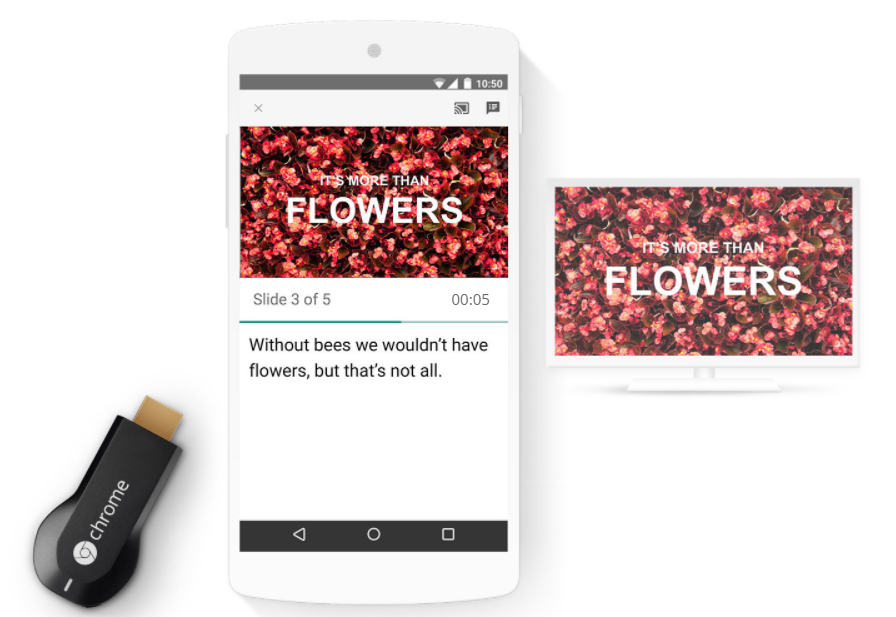 10:50
IT'S MORE THAN
FLOWERS
Slide 3 of 5 00:05
Without bees we wouldn't have
flowers, but that's not all.
IT'S MORE THAN
FLOWERS
chrome